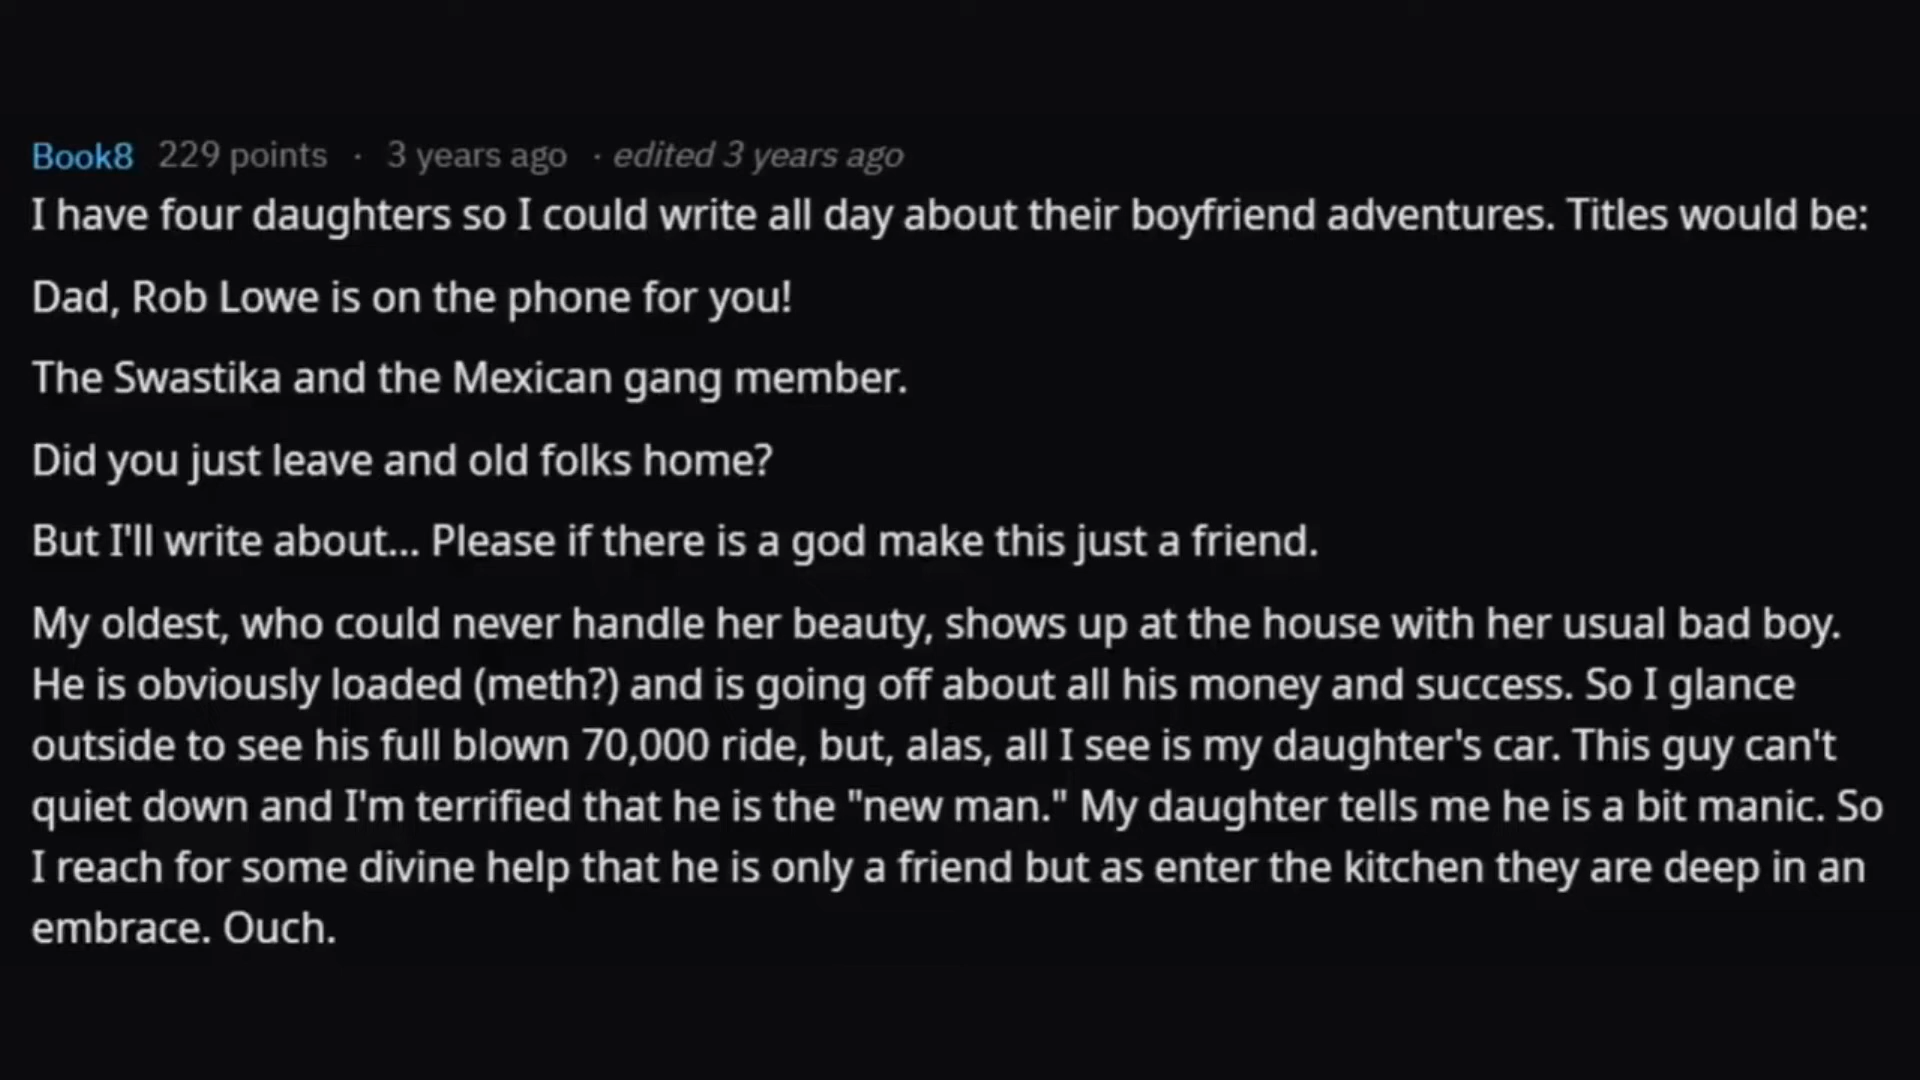 Book8 229 points · 3 years ago · edited 3 years ago
I have four daughters so I could write all day about their boyfriend adventures. Titles would be:
Dad, Rob Lowe is on the phone for you!
The Swastika and the Mexican gang member.
Did you just leave and old folks home?
But I'll write about... Please if there is a god make this just a friend.
My oldest, who could never handle her beauty, shows up at the house with her usual bad boy.
He is obviously loaded (meth?) and is going off about all his money and success. So I glance
outside to see his full blown 70,000 ride, but, alas, all I see is my daughter's car. This guy can't
quiet down and I'm terrified that he is the "new man." My daughter tells me he is a bit manic. So
I reach for some divine help that he is only a friend but as enter the kitchen they are deep in an
embrace. Ouch.